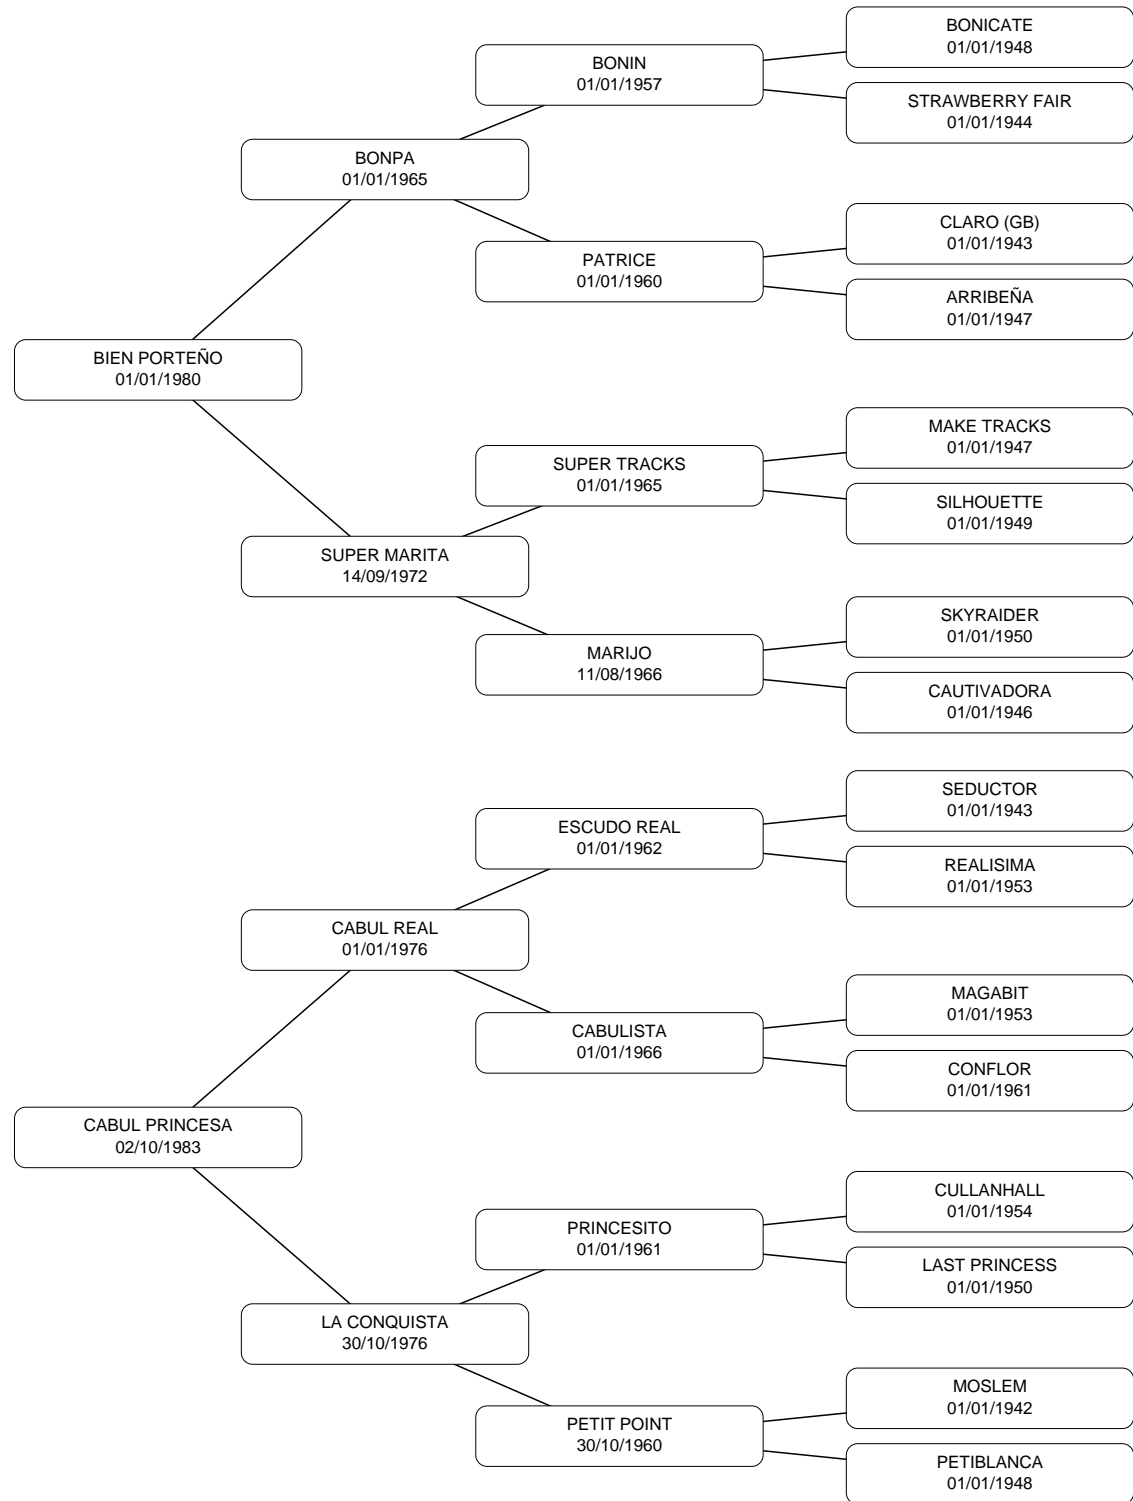 BONICATE
01/01/1948
BONIN
01/01/1957
STRAWBERRY FAIR
01/01/1944
BONPA
01/01/1965
CLARO (GB)
01/01/1943
PATRICE
01/01/1960
ARRIBEÑA
01/01/1947
BIEN PORTEÑO
01/01/1980
MAKE TRACKS
01/01/1947
SUPER TRACKS
01/01/1965
SILHOUETTE
01/01/1949
SUPER MARITA
14/09/1972
SKYRAIDER
01/01/1950
MARIJO
11/08/1966
CAUTIVADORA
01/01/1946
SEDUCTOR
01/01/1943
ESCUDO REAL
01/01/1962
REALISIMA
01/01/1953
CABUL REAL
01/01/1976
MAGABIT
01/01/1953
CABULISTA
01/01/1966
CONFLOR
01/01/1961
CABUL PRINCESA
02/10/1983
CULLANHALL
01/01/1954
PRINCESITO
01/01/1961
LAST PRINCESS
01/01/1950
LA CONQUISTA
30/10/1976
MOSLEM
01/01/1942
PETIT POINT
30/10/1960
PETIBLANCA
01/01/1948